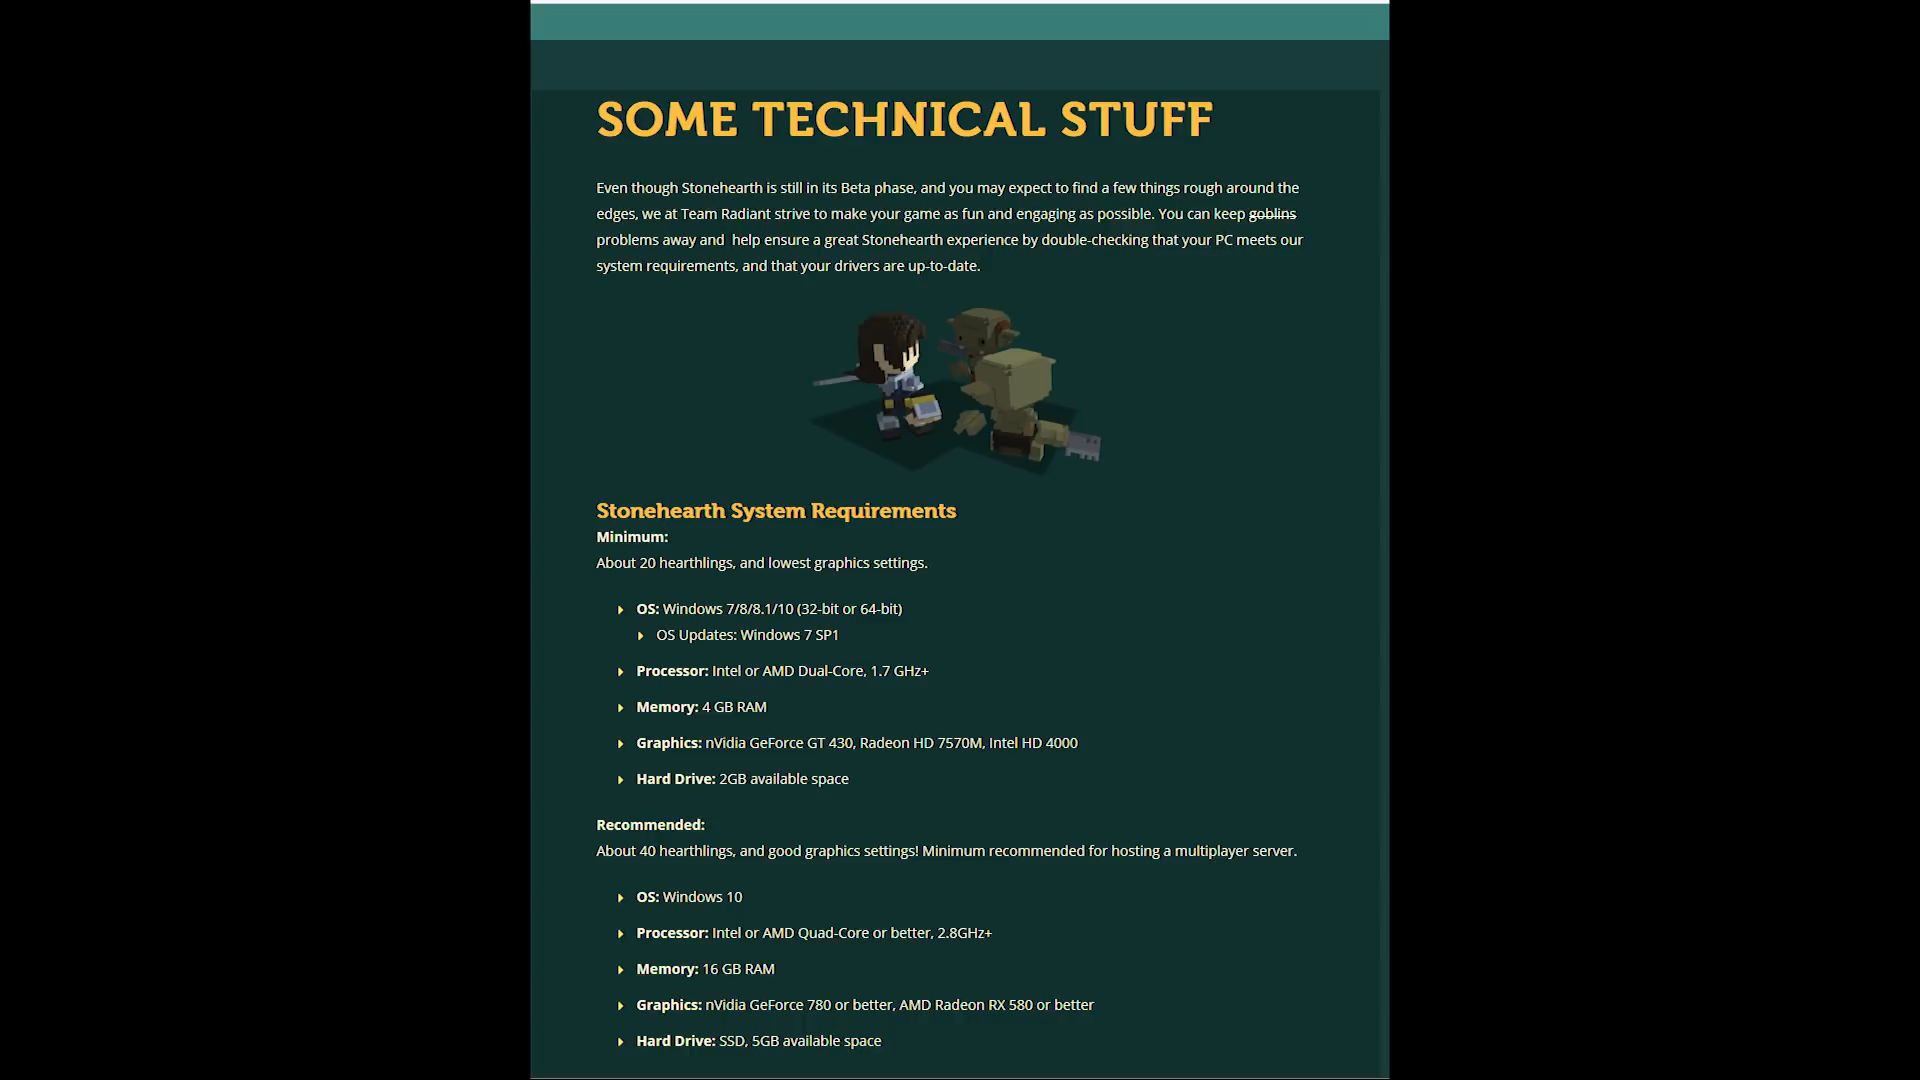 SOME TECHNICAL STUFF
Even though Stonehearth is still in its Beta phase, and you may expect to find a few things rough around the
edges, we at Team Radiant strive to make your game as fun and engaging as possible. You can keep goblins
problems away and  help ensure a great Stonehearth experience by double-checking that your PC meets our
system requirements, and that your drivers are up-to-date.
Stonehearth System Requirements
Minimum:
About 20 hearthlings, and lowest graphics settings.
OS: Windows 7/8/8.1/10 (32-bit or 64-bit)
OS Updates: Windows 7 SP1
Processor: Intel or AMD Dual-Core, 1.7 GHz+
Memory: 4 GB RAM
Graphics: nVidia GeForce GT 430, Radeon HD 7570M, Intel HD 4000
Hard Drive: 2GB available space
Recommended:
About 40 hearthlings, and good graphics settings! Minimum recommended for hosting a multiplayer server.
OS: Windows 10
Processor: Intel or AMD Quad-Core or better, 2.8GHz+
Memory: 16 GB RAM
Graphics: nVidia GeForce 780 or better, AMD Radeon RX 580 or better
Hard Drive: SSD, 5GB available space